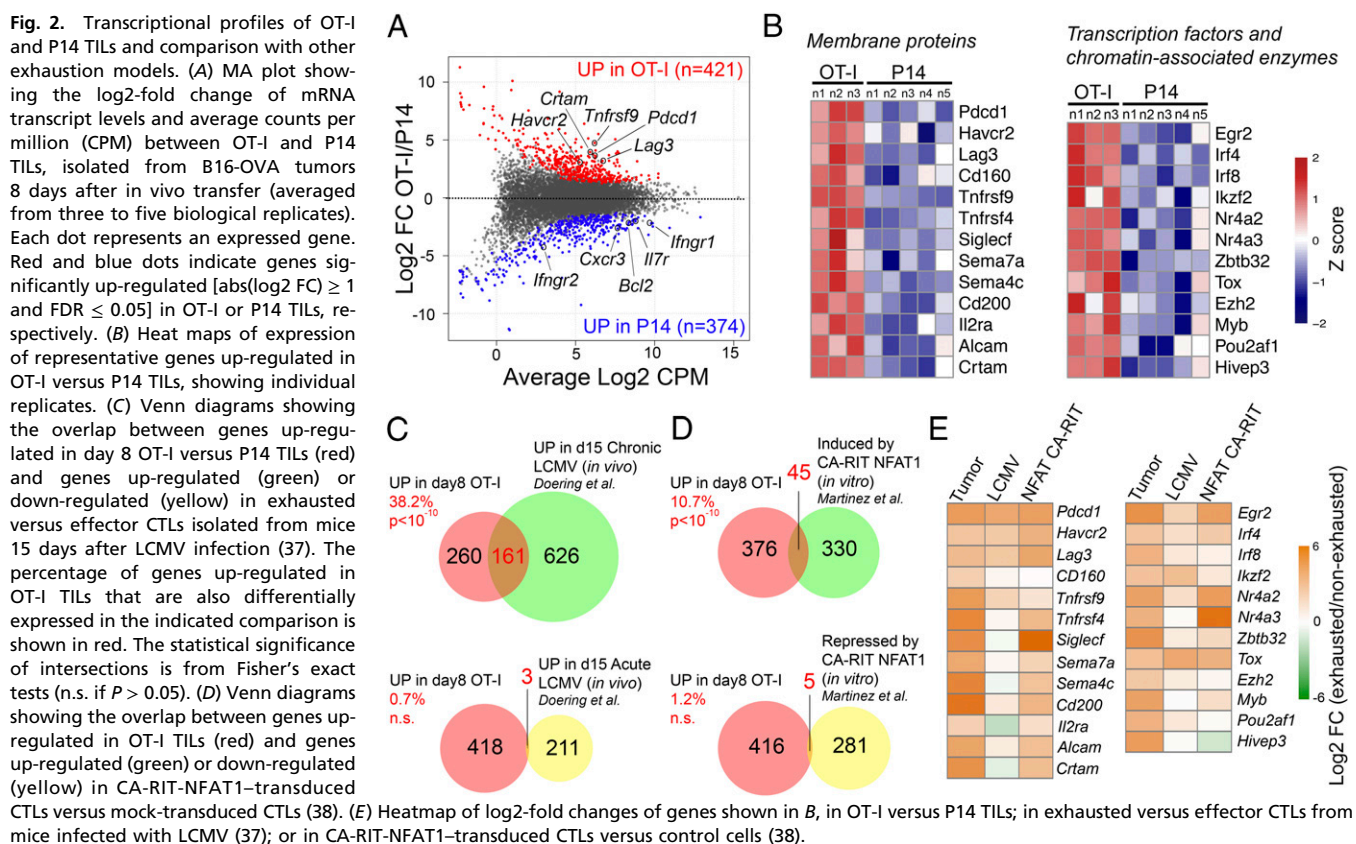 Fig. 2. Transcriptional profiles of OT-I
and P14 TILs and comparison with other
exhaustion models. (A) MA plot show-
ing the log2-fold change of mRNA
transcript levels and average counts per
million (CPM) between OT-I and P14
TILs, isolated from B16-OVA tumors
8 days after in vivo transfer (averaged
from three to five biological replicates).
Each dot represents an expressed gene.
Red and blue dots indicate genes sig-
nificantly up-regulated [abs(log2 FC) ≥ 1
and FDR ≤ 0.05] in OT-I or P14 TILs, re-
spectively. (B) Heat maps of expression
of representative genes up-regulated in
OT-I versus P14 TILs, showing individual
replicates. (C) Venn diagrams showing
the overlap between genes up-regu-
lated in day 8 OT-I versus P14 TILs (red)
and genes up-regulated (green) or
down-regulated (yellow) in exhausted
versus effector CTLs isolated from mice
15 days after LCMV infection (37). The
percentage of genes up-regulated in
OT-I TILs that are also differentially
expressed in the indicated comparison is
shown in red. The statistical significance
of intersections is from Fisher's exact
tests (n.s. if P > 0.05). (D) Venn diagrams
showing the overlap between genes up-
regulated in OT-I TILs (red) and genes
up-regulated (green) or down-regulated
(yellow) in CA-RIT-NFAT1–transduced
CTLs versus mock-transduced CTLs (38). (E) Heatmap of log2-fold changes of genes shown in B, in OT-I versus P14 TILs; in exhausted versus effector CTLs from
mice infected with LCMV (37); or in CA-RIT-NFAT1–transduced CTLs versus control cells (38).
A
UP in OT-I (n=421)
Crtam
Tnfrsf9
Havcr2
Pdcd1
Lag3
Ifngr1
Cxcr3
Il7r
Ifngr2
Bcl2
UP in P14 (n=374)
Log2 FC OT-I/P14
10
5
0
-5
-10
0 5 10 15
Average Log2 CPM
B
Membrane proteins
OT-I P14
n1 n2 n3 n1 n2 n3 n4 n5
Pdcd1
Havcr2
Lag3
Cd160
Tnfrsf9
Tnfrsf4
Siglecf
Sema7a
Sema4c
Cd200
Il2ra
Alcam
Crtam
Transcription factors and
chromatin-associated enzymes
OT-I P14
n1 n2 n3 n1 n2 n3 n4 n5
Egr2
Irf4
Irf8
Ikzf2
Nr4a2
Nr4a3
Zbtb32
Tox
Ezh2
Myb
Pou2af1
Hivep3
2
1
0
−1
−2
Z score
C
UP in day8 OT-I
38.2%
p<10⁻¹⁰
UP in d15 Chronic
LCMV (in vivo)
Doering et al.
260 161 626
UP in day8 OT-I
0.7%
n.s.
3
UP in d15 Acute
LCMV (in vivo)
Doering et al.
418 211
D
UP in day8 OT-I
10.7%
p<10⁻¹⁰
45
Induced by
CA-RIT NFAT1
(in vitro)
Martinez et al.
376 330
UP in day8 OT-I
1.2%
n.s.
5
Repressed by
CA-RIT NFAT1
(in vitro)
Martinez et al.
416 281
E
Tumor LCMV NFAT CA-RIT
Pdcd1
Havcr2
Lag3
CD160
Tnfrsf9
Tnfrsf4
Siglecf
Sema7a
Sema4c
Cd200
Il2ra
Alcam
Crtam
Tumor LCMV NFAT CA-RIT
Egr2
Irf4
Irf8
Ikzf2
Nr4a2
Nr4a3
Zbtb32
Tox
Ezh2
Myb
Pou2af1
Hivep3
6
0
-6
Log2 FC (exhausted/non-exhausted)